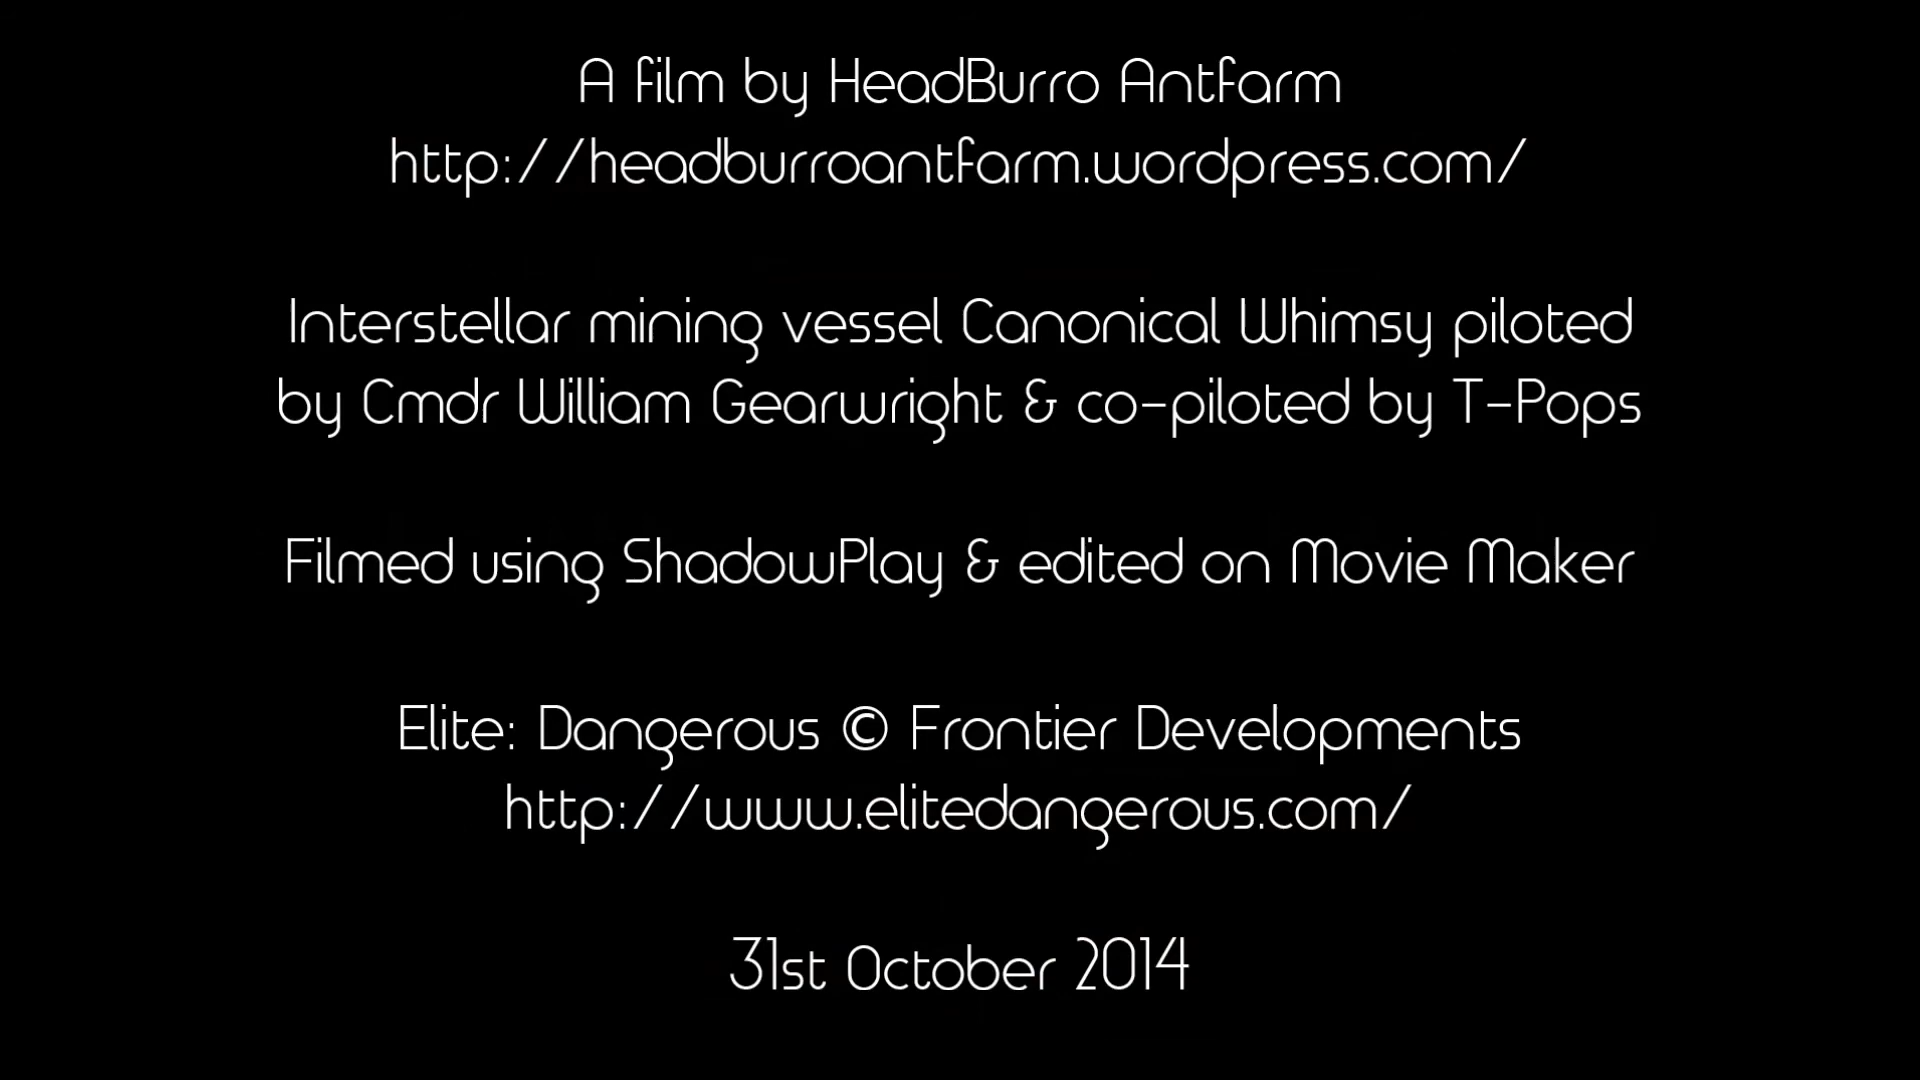 A film by HeadBurro Antfarm
http://headburroantfarm.wordpress.com/
Interstellar mining vessel Canonical Whimsy piloted
by Cmdr William Gearwright & co-piloted by T-Pops
Filmed using ShadowPlay & edited on Movie Maker
Elite: Dangerous © Frontier Developments
http://www.elitedangerous.com/
31st October 2014